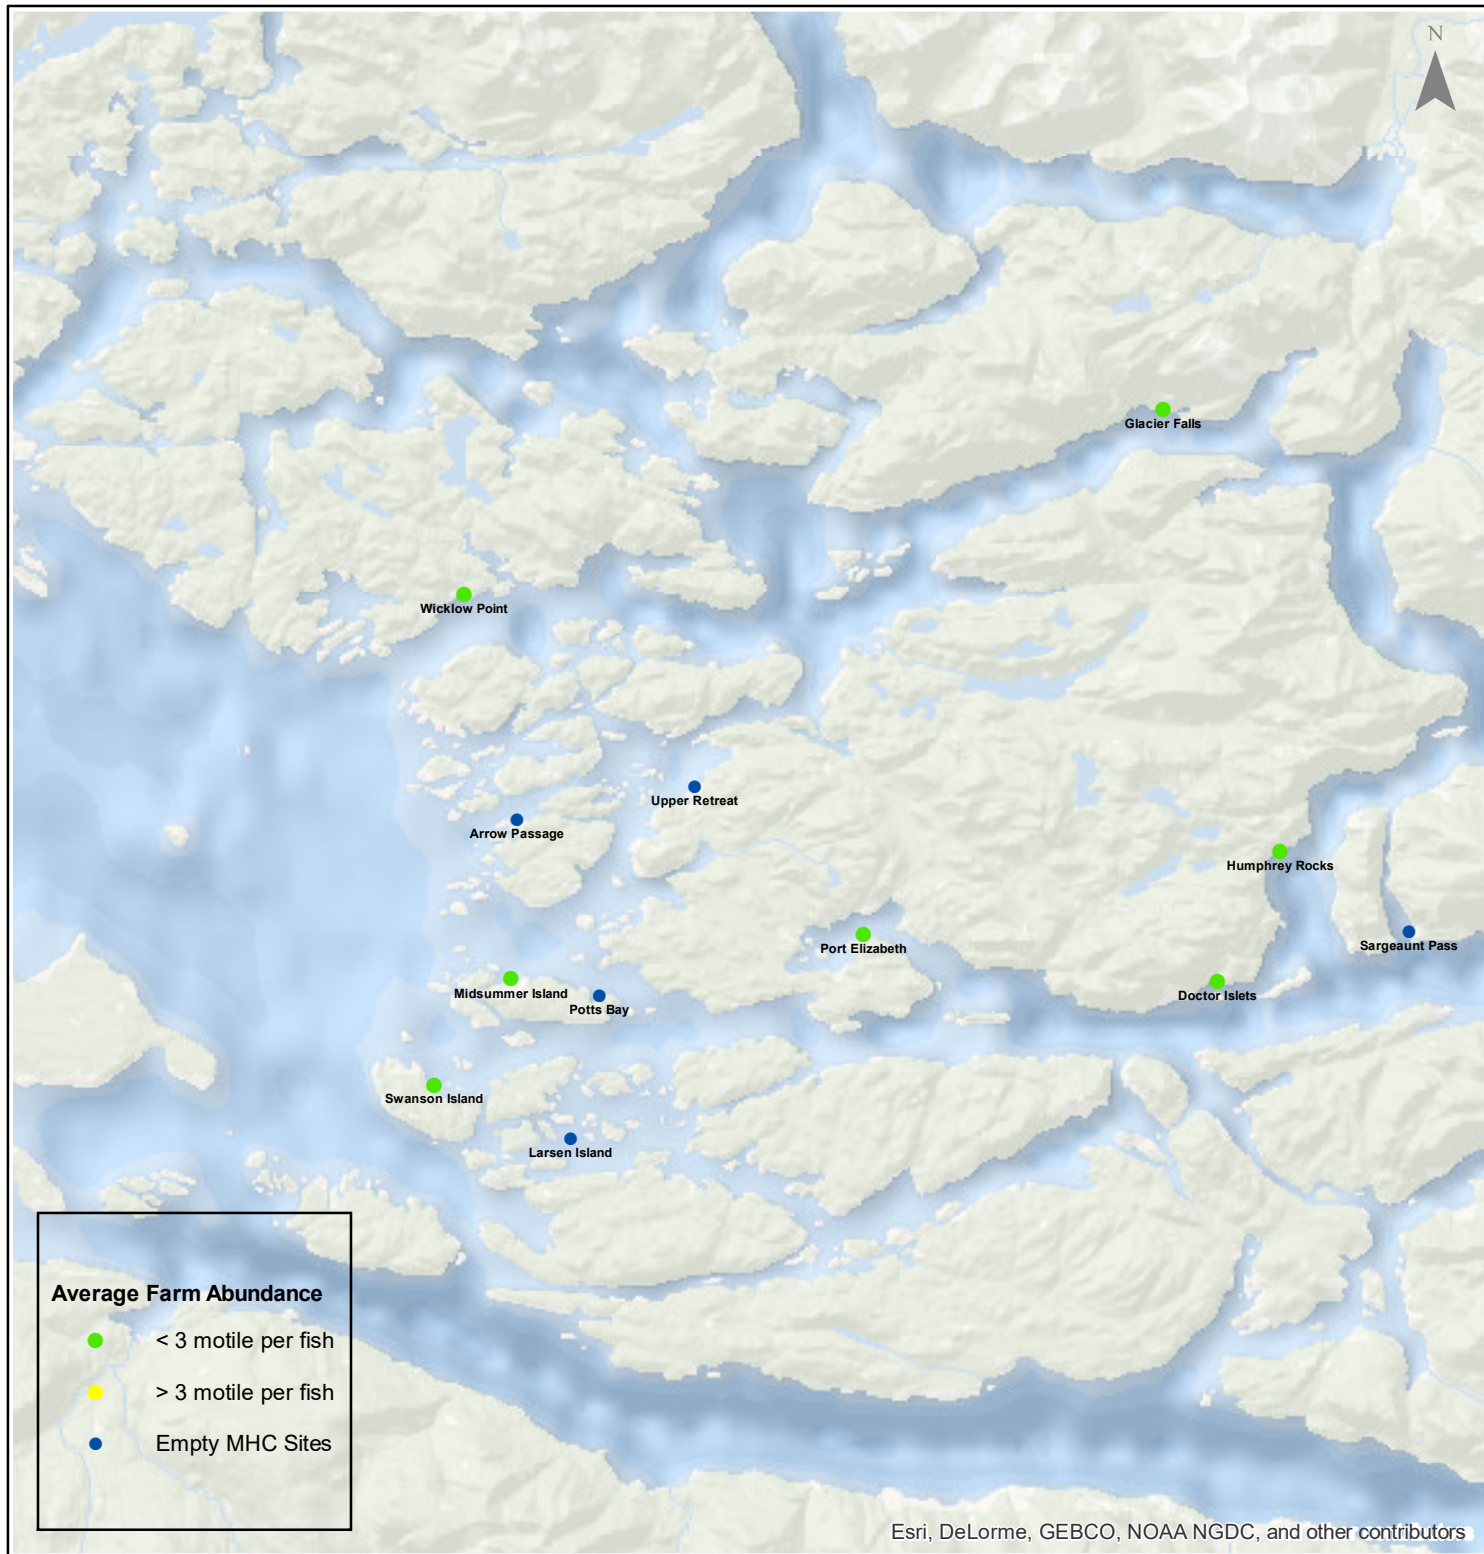 N
Glacier Falls
Wicklow Point
Upper Retreat
Arrow Passage
Humphrey Rocks
Sargeaunt Pass
Port Elizabeth
Midsummer Island
Potts Bay
Doctor Islets
Swanson Island
Larsen Island
Average Farm Abundance
< 3 motile per fish
> 3 motile per fish
Empty MHC Sites
Esri, DeLorme, GEBCO, NOAA NGDC, and other contributors